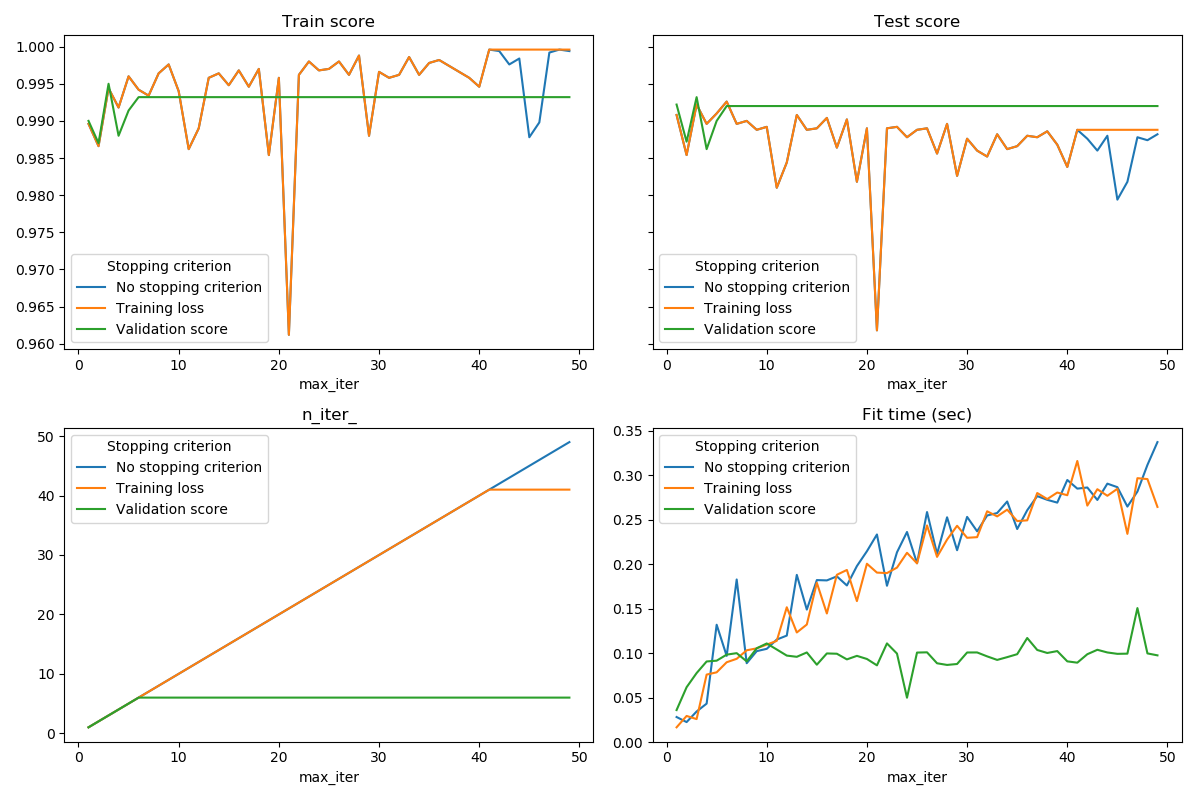 Train score
1.000
0.995
0.990
0.985
0.980
0.975
0.970
0.965
0.960
Stopping criterion
No stopping criterion
Training loss
Validation score
0 10 20 30 40 50
max_iter
Test score
Stopping criterion
No stopping criterion
Training loss
Validation score
0 10 20 30 40 50
max_iter
n_iter_
50
40
30
20
10
0
Stopping criterion
No stopping criterion
Training loss
Validation score
0 10 20 30 40 50
max_iter
Fit time (sec)
0.35
0.30
0.25
0.20
0.15
0.10
0.05
0.00
Stopping criterion
No stopping criterion
Training loss
Validation score
0 10 20 30 40 50
max_iter